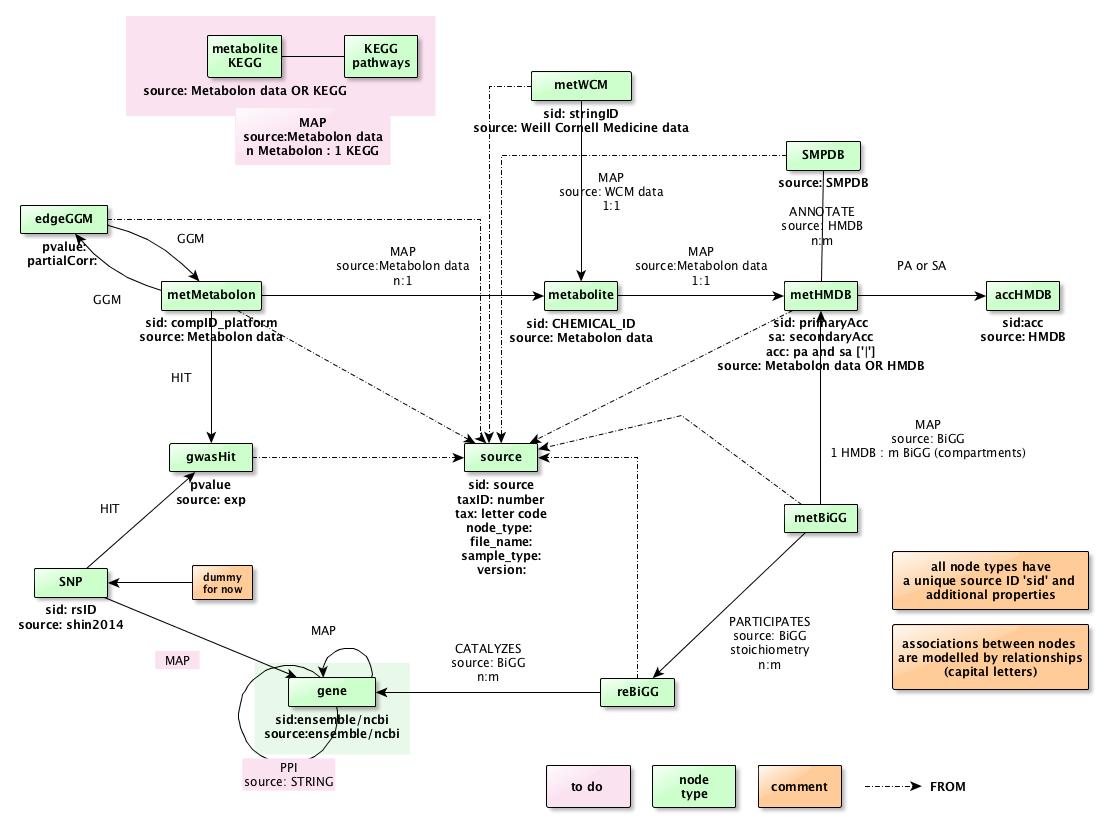 metabolite
KEGG
KEGG
pathways
source: Metabolon data OR KEGG
MAP
source:Metabolon data
n Metabolon : 1 KEGG
metWCM
sid: stringID
source: Weill Cornell Medicine data
SMPDB
source: SMPDB
MAP
source: WCM data
1:1
ANNOTATE
source: HMDB
n:m
edgeGGM
pvalue:
partialCorr:
GGM
GGM
MAP
source:Metabolon data
n:1
MAP
source:Metabolon data
1:1
PA or SA
metMetabolon
sid: compID_platform
source: Metabolon data
metabolite
sid: CHEMICAL_ID
source: Metabolon data
metHMDB
sid: primaryAcc
sa: secondaryAcc
acc: pa and sa ['|']
source: Metabolon data OR HMDB
accHMDB
sid:acc
source: HMDB
HIT
gwasHit
pvalue
source: exp
source
sid: source
taxID: number
tax: letter code
node_type:
file_name:
sample_type:
version:
MAP
source: BiGG
1 HMDB : m BiGG (compartments)
HIT
metBiGG
SNP
sid: rsID
source: shin2014
dummy
for now
all node types have
a unique source ID 'sid' and
additional properties
associations between nodes
are modelled by relationships
(capital letters)
MAP
MAP
CATALYZES
source: BiGG
n:m
PARTICIPATES
source: BiGG
stoichiometry
n:m
gene
sid:ensemble/ncbi
source:ensemble/ncbi
reBiGG
PPI
source: STRING
to do
node
type
comment
FROM